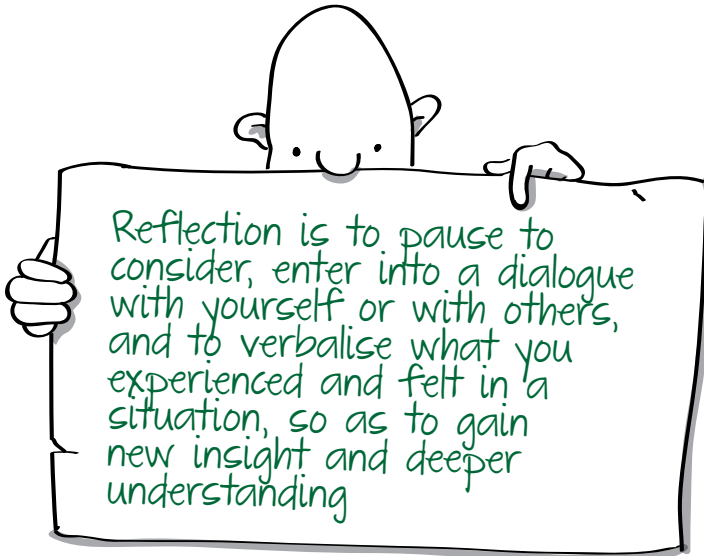 Reflection is to pause to
consider, enter into a dialogue
with yourself or with others,
and to verbalise what you
experienced and felt in a
situation, so as to gain
new insight and deeper
understanding